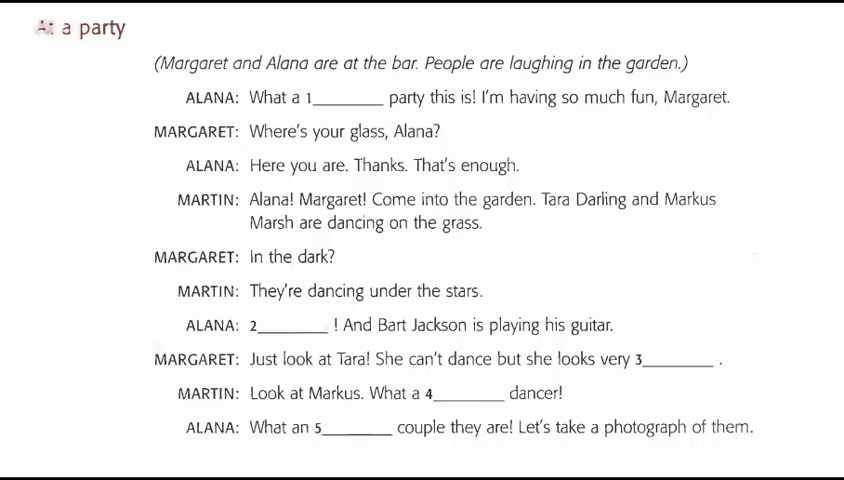 At a party
(Margaret and Alana are at the bar. People are laughing in the garden.)
ALANA: What a 1________ party this is! I'm having so much fun, Margaret.
MARGARET: Where's your glass, Alana?
ALANA: Here you are. Thanks. That's enough.
MARTIN: Alana! Margaret! Come into the garden. Tara Darling and Markus
Marsh are dancing on the grass.
MARGARET: In the dark?
MARTIN: They're dancing under the stars.
ALANA: 2________ ! And Bart Jackson is playing his guitar.
MARGARET: Just look at Tara! She can't dance but she looks very 3________ .
MARTIN: Look at Markus. What a 4________ dancer!
ALANA: What an 5________ couple they are! Let's take a photograph of them.